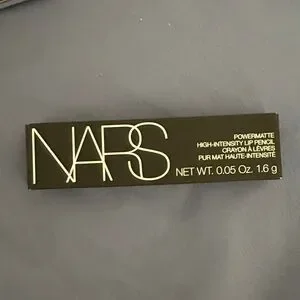 NARS
POWERMATTE
HIGH-INTENSITY LIP PENCIL
CRAYON À LÈVRES
PUR MAT HAUTE-INTENSITÉ
NET WT. 0.05 Oz. 1.6 g